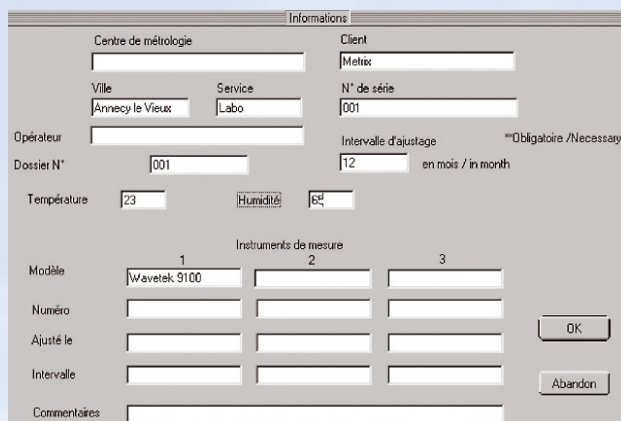 Informations
Centre de métrologie Client
Metrix
Ville Service N° de série
Annecy le Vieux Labo 001
Opérateur Intervalle d'ajustage **Obligatoire /Necessary
Dossier N° 001 12 en mois / in month
Température 23 Humidité
Instruments de mesure
1 2 3
Modèle Wavetek 9100
Numéro
Ajusté le OK
Intervalle
Abandon
Commentaires